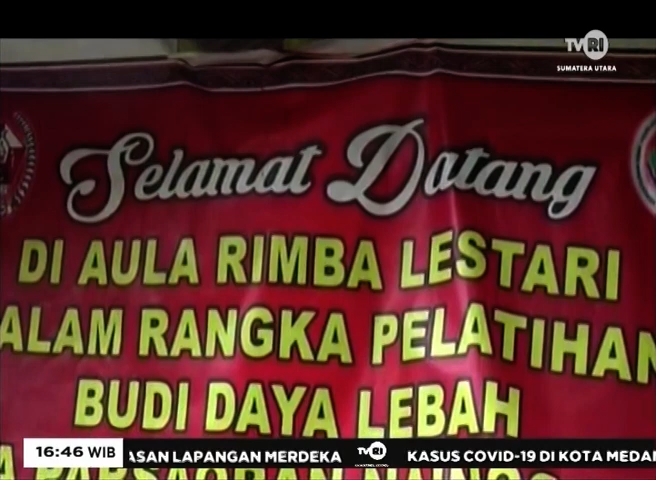 TVRI
SUMATERA UTARA
Selamat Datang
DI AULA RIMBA LESTARI
ALAM RANGKA PELATIHAN
BUDI DAYA LEBAH
16:46 WIB ASAN LAPANGAN MERDEKA TVRI KASUS COVID-19 DI KOTA MEDA